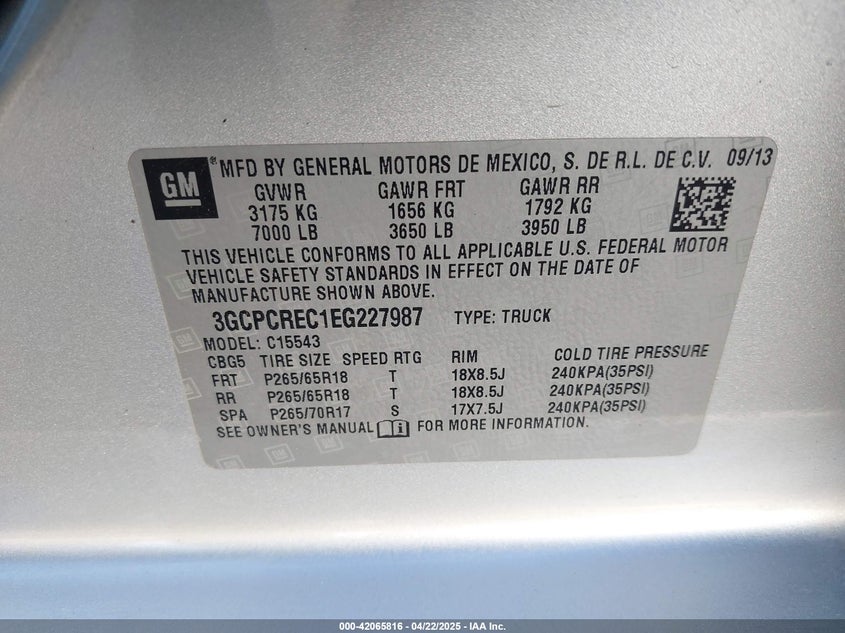 GM
® MFD BY GENERAL MOTORS DE MEXICO, S. DE R.L. DE C.V. 09/13
GVWR GAWR FRT GAWR RR
3175 KG 1656 KG 1792 KG
7000 LB 3650 LB 3950 LB
THIS VEHICLE CONFORMS TO ALL APPLICABLE U.S. FEDERAL MOTOR
VEHICLE SAFETY STANDARDS IN EFFECT ON THE DATE OF
MANUFACTURE SHOWN ABOVE.
3GCPCREC1EG227987 TYPE: TRUCK
MODEL: C15543
CBG5 TIRE SIZE SPEED RTG RIM COLD TIRE PRESSURE
FRT P265/65R18 T 18X8.5J 240KPA(35PSI)
RR P265/65R18 T 18X8.5J 240KPA(35PSI)
SPA P265/70R17 S 17X7.5J 240KPA(35PSI)
SEE OWNER'S MANUAL FOR MORE INFORMATION.
000-42065816 - 04/22/2025 - IAA Inc.